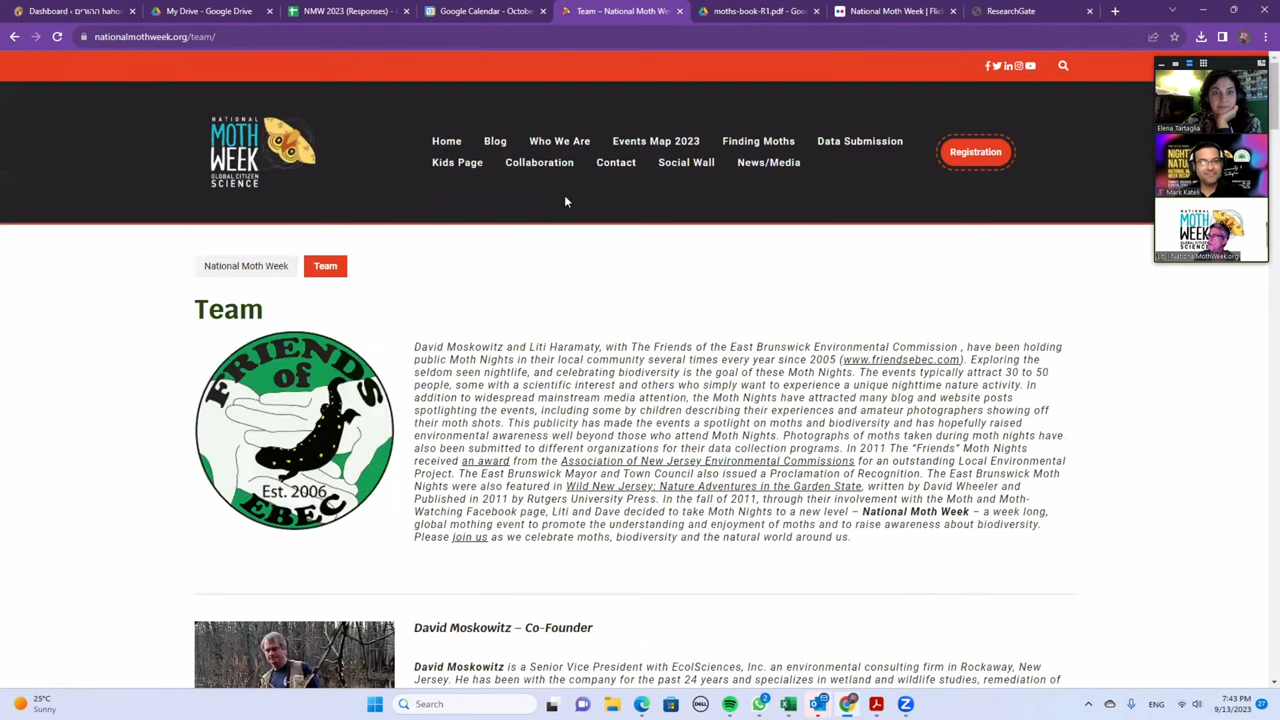 Dashboard ‹ ההורים hahor
My Drive - Google Drive
NMW 2023 (Responses) - G
Google Calendar - Octobe
Team – National Moth We
moths-book-R1.pdf - Goog
National Moth Week | Flick
ResearchGate
nationalmothweek.org/team/
NATIONAL
MOTH
WEEK
GLOBAL CITIZEN
SCIENCE
Home Blog Who We Are Events Map 2023 Finding Moths Data Submission
Kids Page Collaboration Contact Social Wall News/Media
Registration
Elena Tartaglia
Mark Kateli
NATIONAL
MOTH
WEEK
GLOBAL CITIZEN
SCIENCE
Liti | NationalMothWeek.org
National Moth Week
Team
Team
FRIENDS
of
Est. 2006
EBEC
David Moskowitz and Liti Haramaty, with The Friends of the East Brunswick Environmental Commission , have been holding
public Moth Nights in their local community several times every year since 2005 (www.friendsebec.com). Exploring the
seldom seen nightlife, and celebrating biodiversity is the goal of these Moth Nights. The events typically attract 30 to 50
people, some with a scientific interest and others who simply want to experience a unique nighttime nature activity. In
addition to widespread mainstream media attention, the Moth Nights have attracted many blog and website posts
spotlighting the events, including some by children describing their experiences and amateur photographers showing off
their moth shots. This publicity has made the events a spotlight on moths and biodiversity and has hopefully raised
environmental awareness well beyond those who attend Moth Nights. Photographs of moths taken during moth nights have
also been submitted to different organizations for their data collection programs. In 2011 The “Friends” Moth Nights
received an award from the Association of New Jersey Environmental Commissions for an outstanding Local Environmental
Project. The East Brunswick Mayor and Town Council also issued a Proclamation of Recognition. The East Brunswick Moth
Nights were also featured in Wild New Jersey: Nature Adventures in the Garden State, written by David Wheeler and
Published in 2011 by Rutgers University Press. In the fall of 2011, through their involvement with the Moth and Moth-
Watching Facebook page, Liti and Dave decided to take Moth Nights to a new level – National Moth Week – a week long,
global mothing event to promote the understanding and enjoyment of moths and to raise awareness about biodiversity.
Please join us as we celebrate moths, biodiversity and the natural world around us.
David Moskowitz – Co-Founder
David Moskowitz is a Senior Vice President with EcolSciences, Inc. an environmental consulting firm in Rockaway, New
Jersey. He has been with the company for the past 24 years and specializes in wetland and wildlife studies, remediation of
25°C
Sunny
Search
DELL
2
ENG
7:43 PM
9/13/2023
27